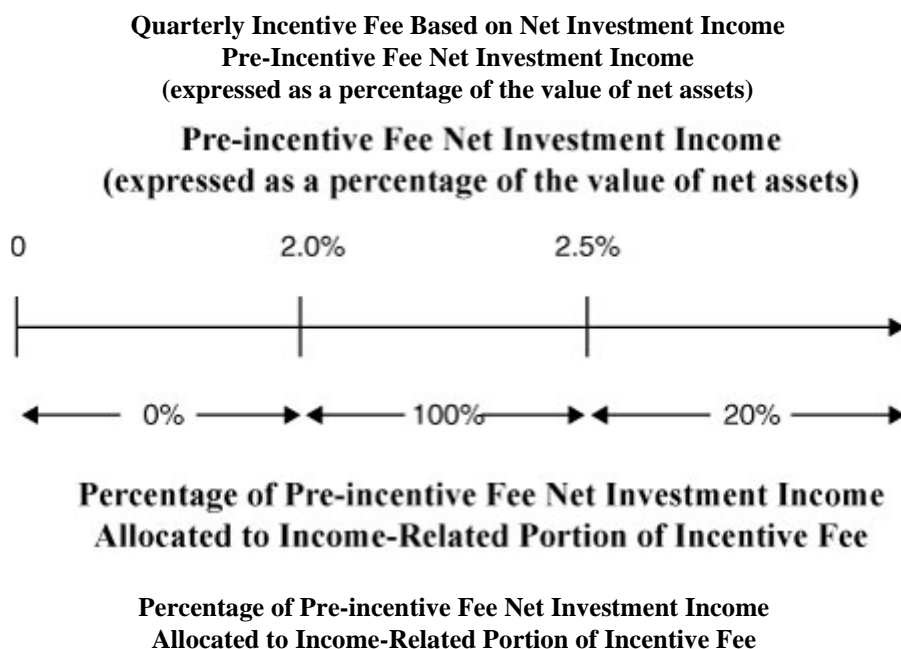 Quarterly Incentive Fee Based on Net Investment Income
Pre-Incentive Fee Net Investment Income
(expressed as a percentage of the value of net assets)
Pre-incentive Fee Net Investment Income
(expressed as a percentage of the value of net assets)
0 2.0% 2.5%
0% 100% 20%
Percentage of Pre-incentive Fee Net Investment Income
Allocated to Income-Related Portion of Incentive Fee
Percentage of Pre-incentive Fee Net Investment Income
Allocated to Income-Related Portion of Incentive Fee